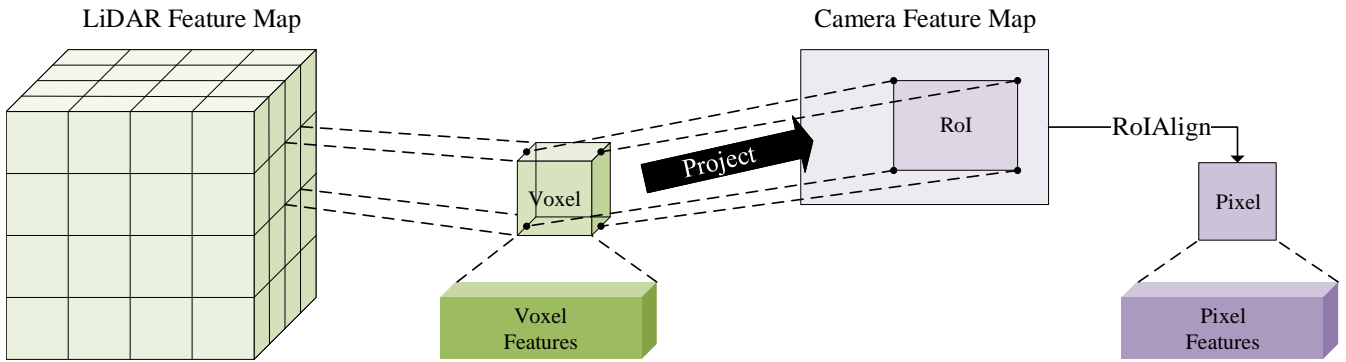 LiDAR Feature Map
Camera Feature Map
Voxel
Project
RoI
RoIAlign
Pixel
Voxel
Features
Pixel
Features